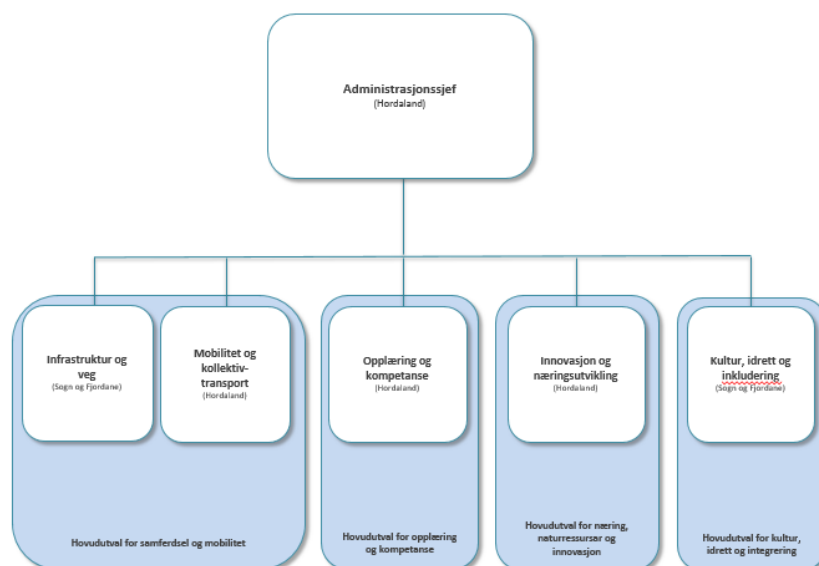 Administrasjonssjef
(Hordaland)
Infrastruktur og
veg
(Sogn og Fjordane)
Mobilitet og
kollektiv-
transport
(Hordaland)
Opplæring og
kompetanse
(Hordaland)
Innovasjon og
næringsutvikling
(Hordaland)
Kultur, idrett og
inkludering
(Sogn og Fjordane)
Hovudutval for samferdsel og mobilitet
Hovudutval for opplæring
og kompetanse
Hovudutval for næring,
naturressursar og
innovasjon
Hovudutval for kultur,
idrett og integrering